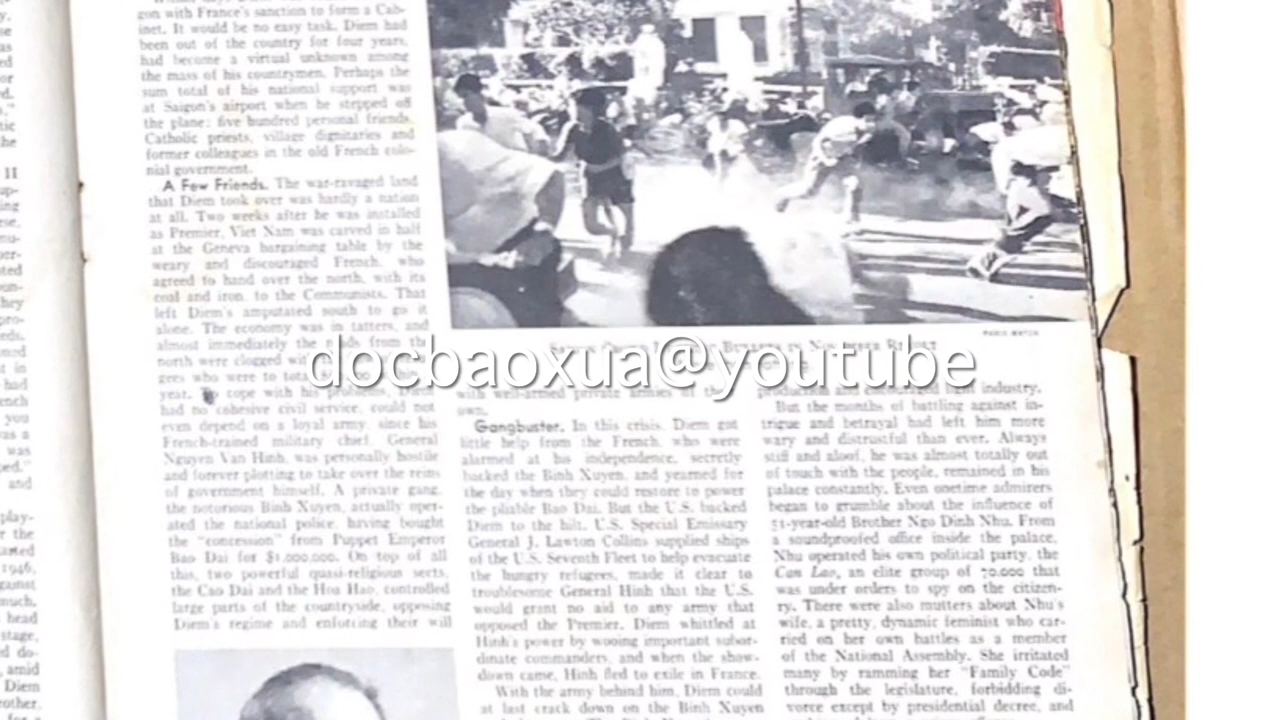 gon with France's sanction to form a Cab-
inet. It would be no easy task. Diem had
been out of the country for four years,
had become a virtual unknown among
the mass of his countrymen. Perhaps the
sum total of his national support was
at Saigon's airport when he stepped off
the plane: five hundred personal friends,
Catholic priests, village dignitaries and
former colleagues in the old French colo-
nial government.
A Few Friends. The war-ravaged land
that Diem took over was hardly a nation
at all. Two weeks after he was installed
as Premier, Viet Nam was carved in half
at the Geneva bargaining table by the
weary and discouraged French, who
agreed to hand over the north, with its
coal and iron, to the Communists. That
left Diem's amputated south to go it
alone. The economy was in tatters, and
almost immediately the roads from the
north were clogged
gees who were to
year. To cope with his problems, Diem
had no cohesive civil service, could not
even depend on a loyal army, since his
French-trained military chief, General
Nguyen Van Hinh, was personally hostile
and forever plotting to take over the reins
of government himself. A private gang,
the notorious Binh Xuyen, actually oper-
ated the national police, having bought
the "concession" from Puppet Emperor
Bao Dai for $1,000,000. On top of all
this, two powerful quasi-religious sects,
the Cao Dai and the Hoa Hao, controlled
large parts of the countryside, opposing
Diem's regime and enforcing their will
PARIS MATCH
docbaoxua@youtube
with well-armed private armies of their
own.
Gangbuster. In this crisis, Diem got
little help from the French, who were
alarmed at his independence, secretly
backed the Binh Xuyen, and yearned for
the day when they could restore to power
the pliable Bao Dai. But the U.S. backed
Diem to the hilt. U.S. Special Emissary
General J. Lawton Collins supplied ships
of the U.S. Seventh Fleet to help evacuate
the hungry refugees, made it clear to
troublesome General Hinh that the U.S.
would grant no aid to any army that
opposed the Premier. Diem whittled at
Hinh's power by wooing important subor-
dinate commanders, and when the show-
down came, Hinh fled to exile in France.
With the army behind him, Diem could
at last crack down on the Binh Xuyen
production and encouraged light industry.
But the months of battling against in-
trigue and betrayal had left him more
wary and distrustful than ever. Always
stiff and aloof, he was almost totally out
of touch with the people, remained in his
palace constantly. Even onetime admirers
began to grumble about the influence of
51-year-old Brother Ngo Dinh Nhu. From
a soundproofed office inside the palace,
Nhu operated his own political party, the
Can Lao, an elite group of 70,000 that
was under orders to spy on the citizen-
ry. There were also mutters about Nhu's
wife, a pretty, dynamic feminist who car-
ried on her own battles as a member
of the National Assembly. She irritated
many by ramming her "Family Code"
through the legislature, forbidding di-
vorce except by presidential decree, and